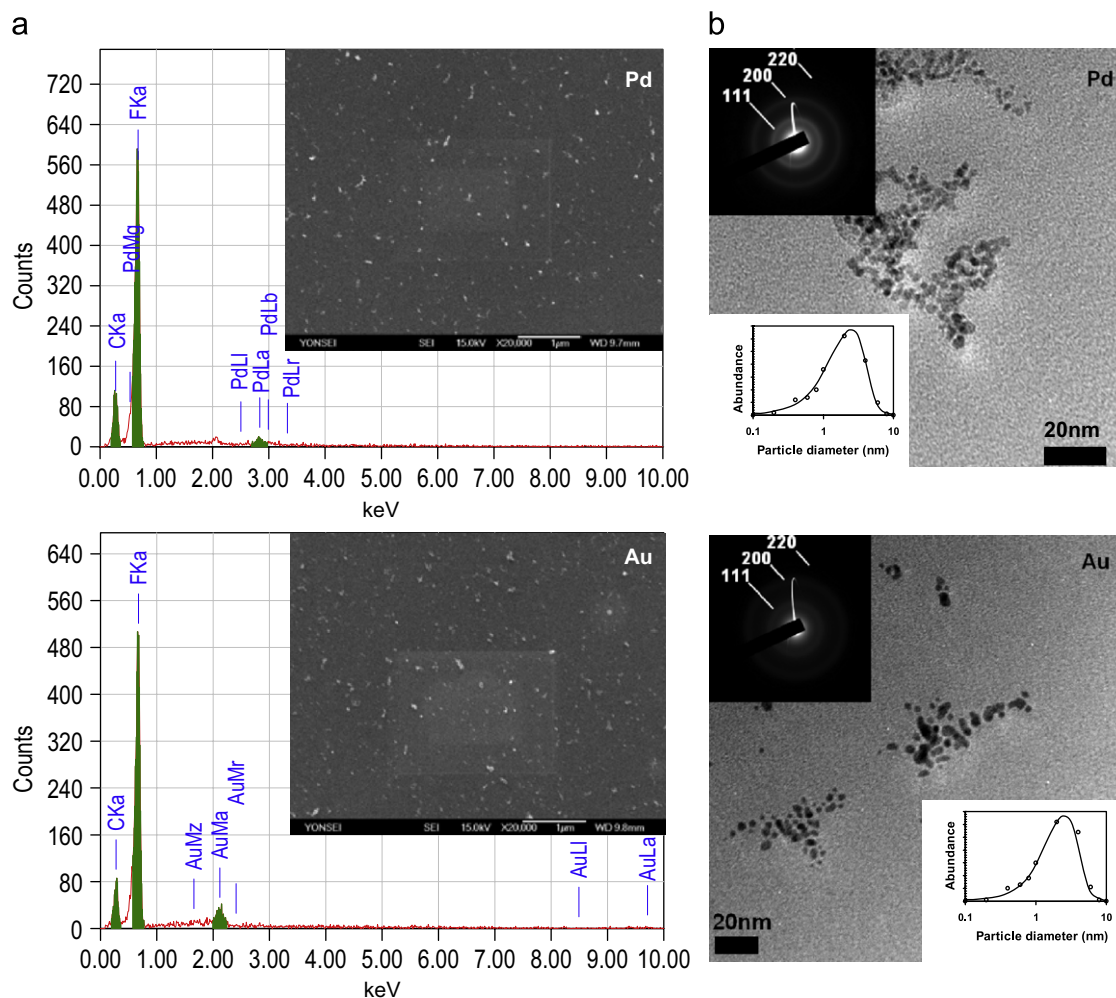 a
b
720
640
560
480
400
320
240
160
80
0
Counts
CKa
PdMg
FKa
PdLl
PdLa
PdLb
PdLr
Pd
YONSEI SEI 15.0kV X20,000 1μm WD 9.7mm
0.00 1.00 2.00 3.00 4.00 5.00 6.00 7.00 8.00 9.00 10.00
keV
220
200
111
Pd
Abundance
0.1 1 10
Particle diameter (nm)
20nm
640
560
480
400
320
240
160
80
0
Counts
CKa
FKa
AuMz
AuMa
AuMr
AuLl
AuLa
Au
YONSEI SEI 15.0kV X20,000 1μm WD 9.8mm
0.00 1.00 2.00 3.00 4.00 5.00 6.00 7.00 8.00 9.00 10.00
keV
220
200
111
Au
20nm
Abundance
0.1 1 10
Particle diameter (nm)